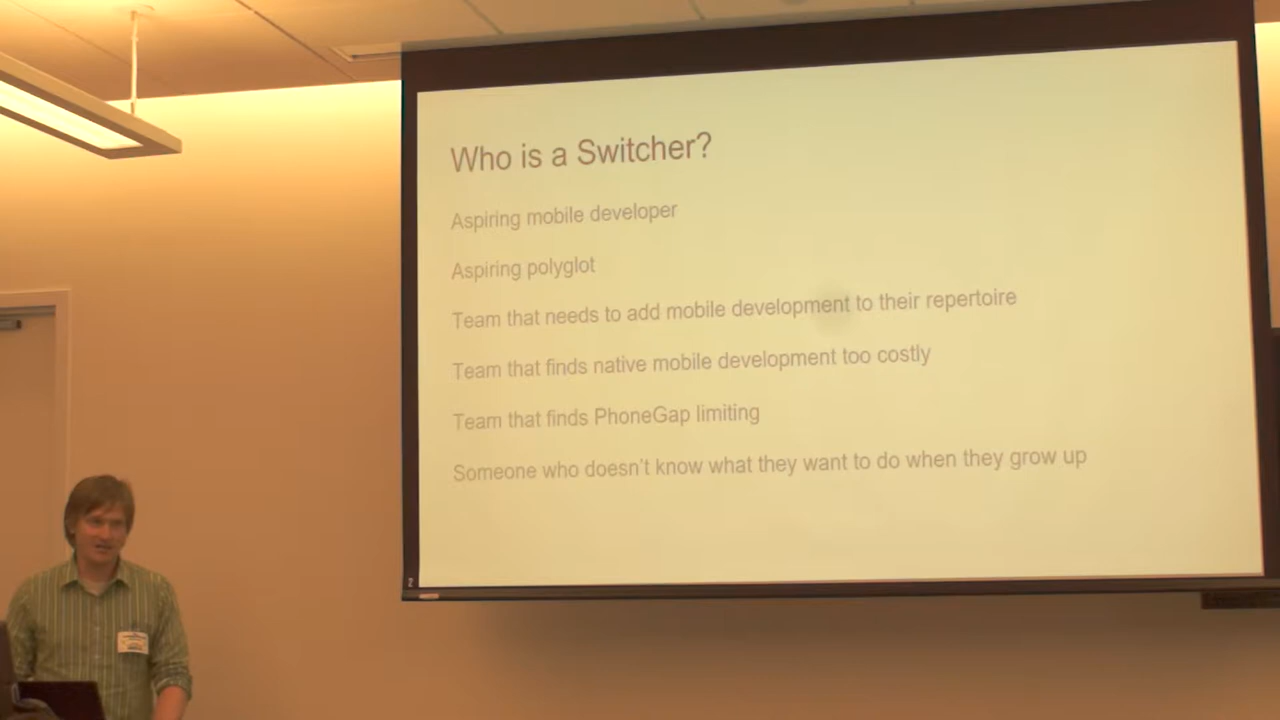 Who is a Switcher?
Aspiring mobile developer
Aspiring polyglot
Team that needs to add mobile development to their repertoire
Team that finds native mobile development too costly
Team that finds PhoneGap limiting
Someone who doesn't know what they want to do when they grow up